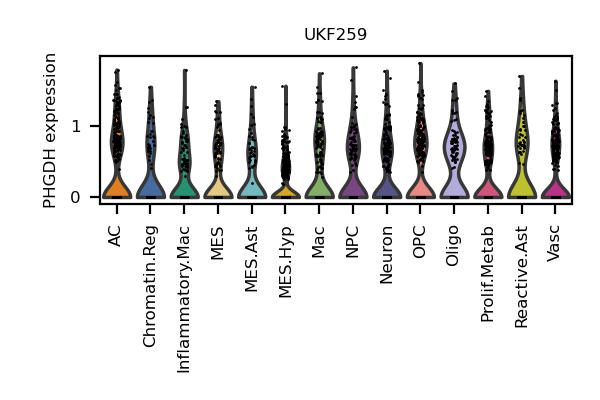 UKF259
PHGDH expression
1
0
AC
Chromatin.Reg
Inflammatory.Mac
MES
MES.Ast
MES.Hyp
Mac
NPC
Neuron
OPC
Oligo
Prolif.Metab
Reactive.Ast
Vasc